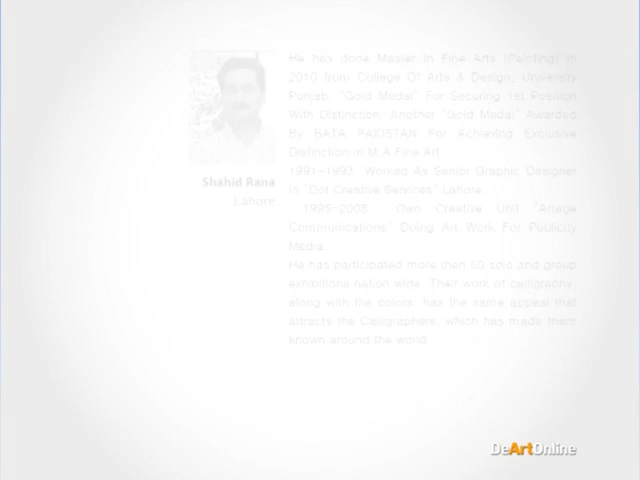 He has done Master In Fine Arts (Painting) in
2010 from College Of Arts & Design, University
Punjab, "Gold Medal" For Securing 1st Position
With Distinction. Another "Gold Medal" Awarded
By BATA PAKISTAN For Achieving Exclusive
Distinction in M.A Fine Art.
1991-1993 Worked As Senior Graphic Designer
in "Dot Creative Services" Lahore.
1995-2008 Own Creative Unit "Artage
Communications" Doing Art Work For Publicity
Media.
He has participated more then 60 solo and group
exhibitions nation wide. Their work of calligraphy,
along with the colors, has the same appeal that
attracts the Calligraphers, which has made them
known around the world
Shahid Rana
Lahore
DeArtOnline